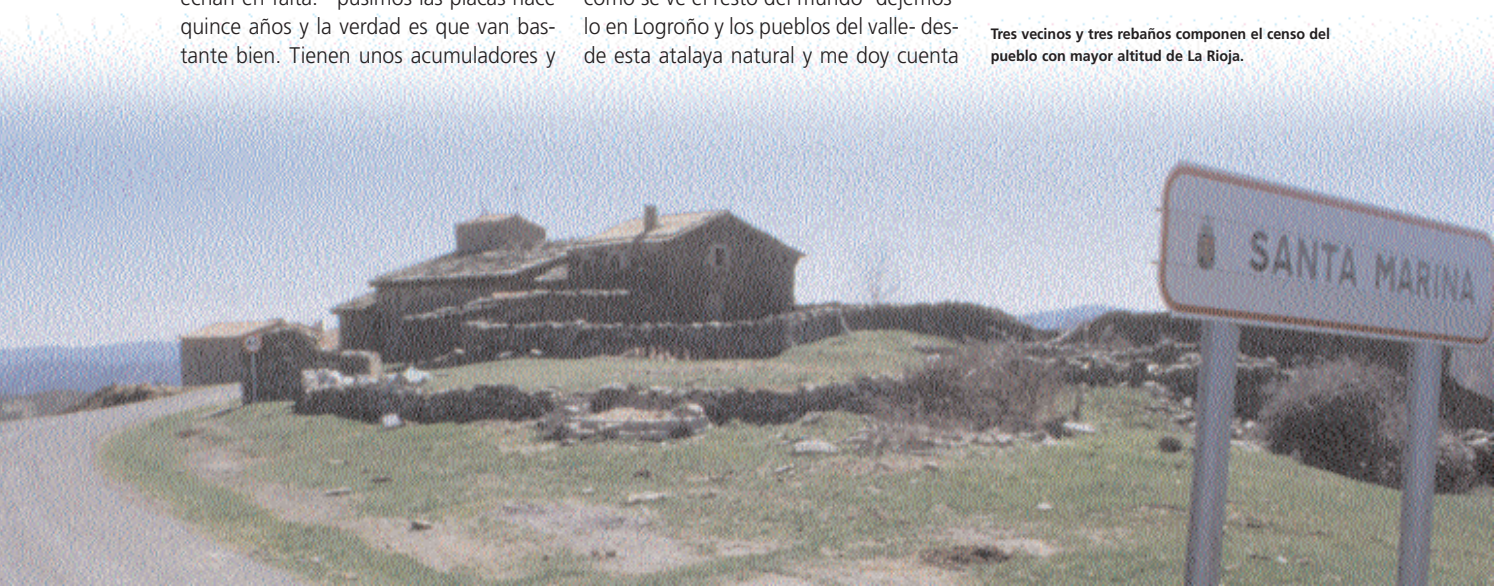 quince años y la verdad es que van bas-
tante bien. Tienen unos acumuladores y
lo en Logroño y los pueblos del valle- des-
de esta atalaya natural y me doy cuenta
Tres vecinos y tres rebaños componen el censo del
pueblo con mayor altitud de La Rioja.
SANTA MARINA